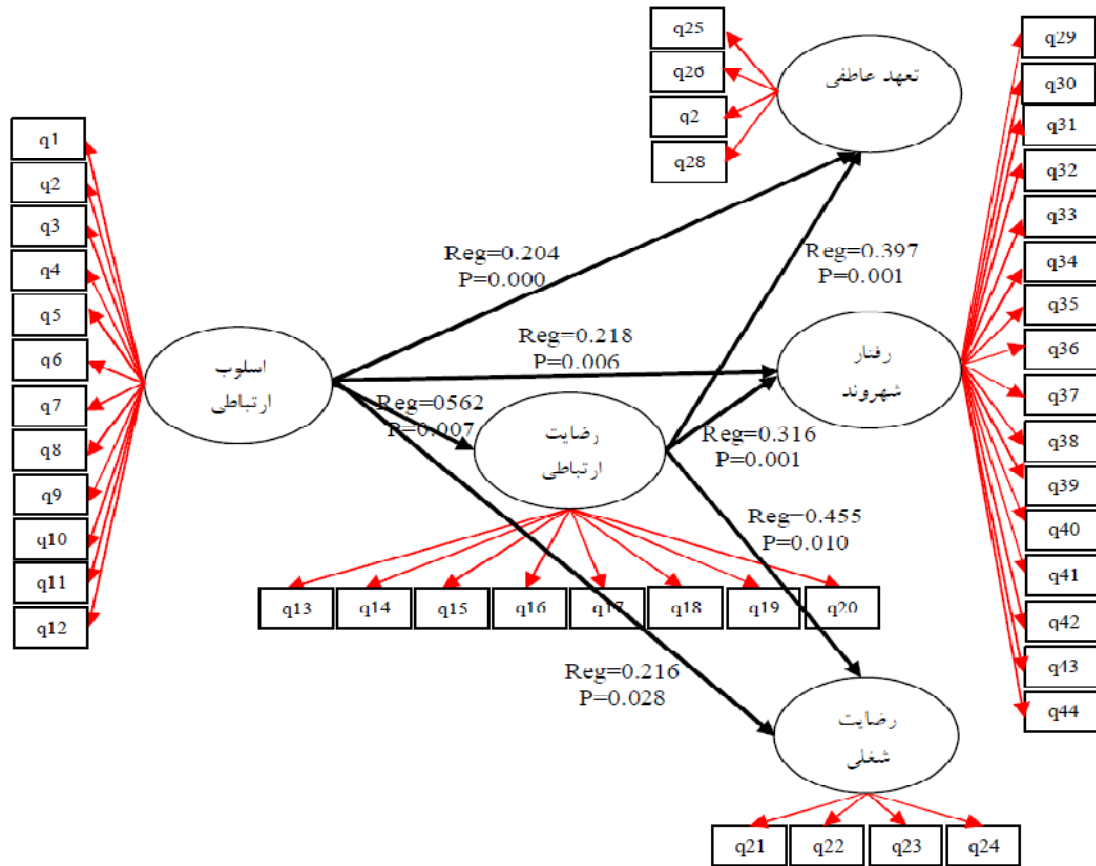 q25
q26
q2
q28
تعهد عاطفی
q29
q30
q31
q32
q33
q34
q35
q36
q37
q38
q39
q40
q41
q42
q43
q44
q1
q2
q3
q4
q5
q6
q7
q8
q9
q10
q11
q12
اسلوب
ارتباطی
Reg=0.204
P=0.000
Reg=0.397
P=0.001
Reg=0.218
P=0.006
رفتار
شهروند
Reg=0562
P=0.007
رضایت
ارتباطی
Reg=0.316
P=0.001
Reg=0.455
P=0.010
q13
q14
q15
q16
q17
q18
q19
q20
Reg=0.216
P=0.028
رضایت
شغلی
q21
q22
q23
q24